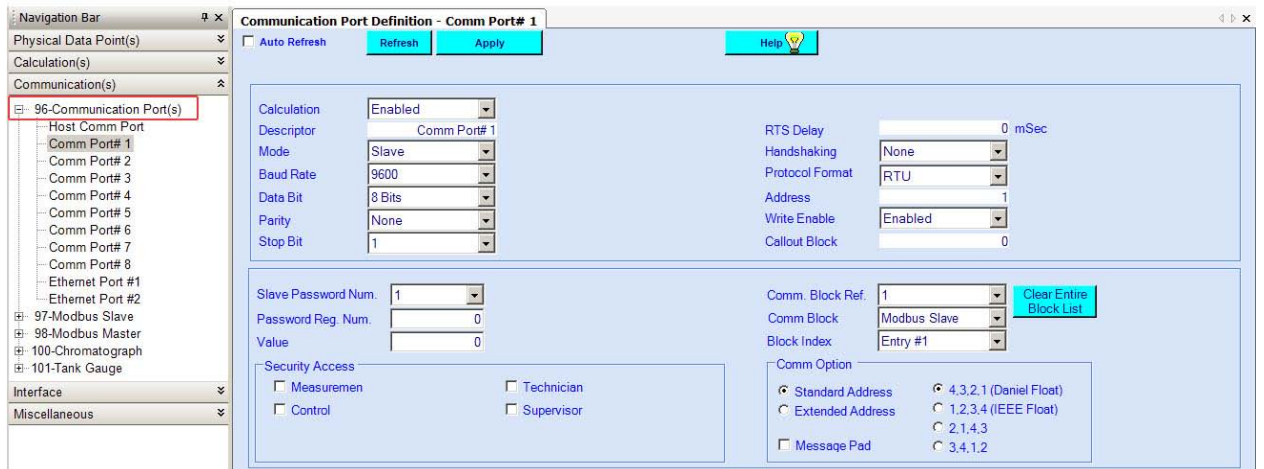 Navigation Bar
Physical Data Point(s)
Calculation(s)
Communication(s)
96-Communication Port(s)
Host Comm Port
Comm Port# 1
Comm Port# 2
Comm Port# 3
Comm Port# 4
Comm Port# 5
Comm Port# 6
Comm Port# 7
Comm Port# 8
Ethernet Port #1
Ethernet Port #2
97-Modbus Slave
98-Modbus Master
100-Chromatograph
101-Tank Gauge
Interface
Miscellaneous
Communication Port Definition - Comm Port# 1
Auto Refresh Refresh Apply Help
Calculation Enabled
Descriptor Comm Port# 1
Mode Slave
Baud Rate 9600
Data Bit 8 Bits
Parity None
Stop Bit 1
RTS Delay 0 mSec
Handshaking None
Protocol Format RTU
Address 1
Write Enable Enabled
Callout Block 0
Slave Password Num. 1
Password Reg. Num. 0
Value 0
Security Access
Measuremen Technician
Control Supervisor
Comm. Block Ref. 1
Comm Block Modbus Slave
Block Index Entry #1
Clear Entire
Block List
Comm Option
Standard Address
Extended Address
Message Pad
4,3,2,1 (Daniel Float)
1,2,3,4 (IEEE Float)
2,1,4,3
3,4,1,2